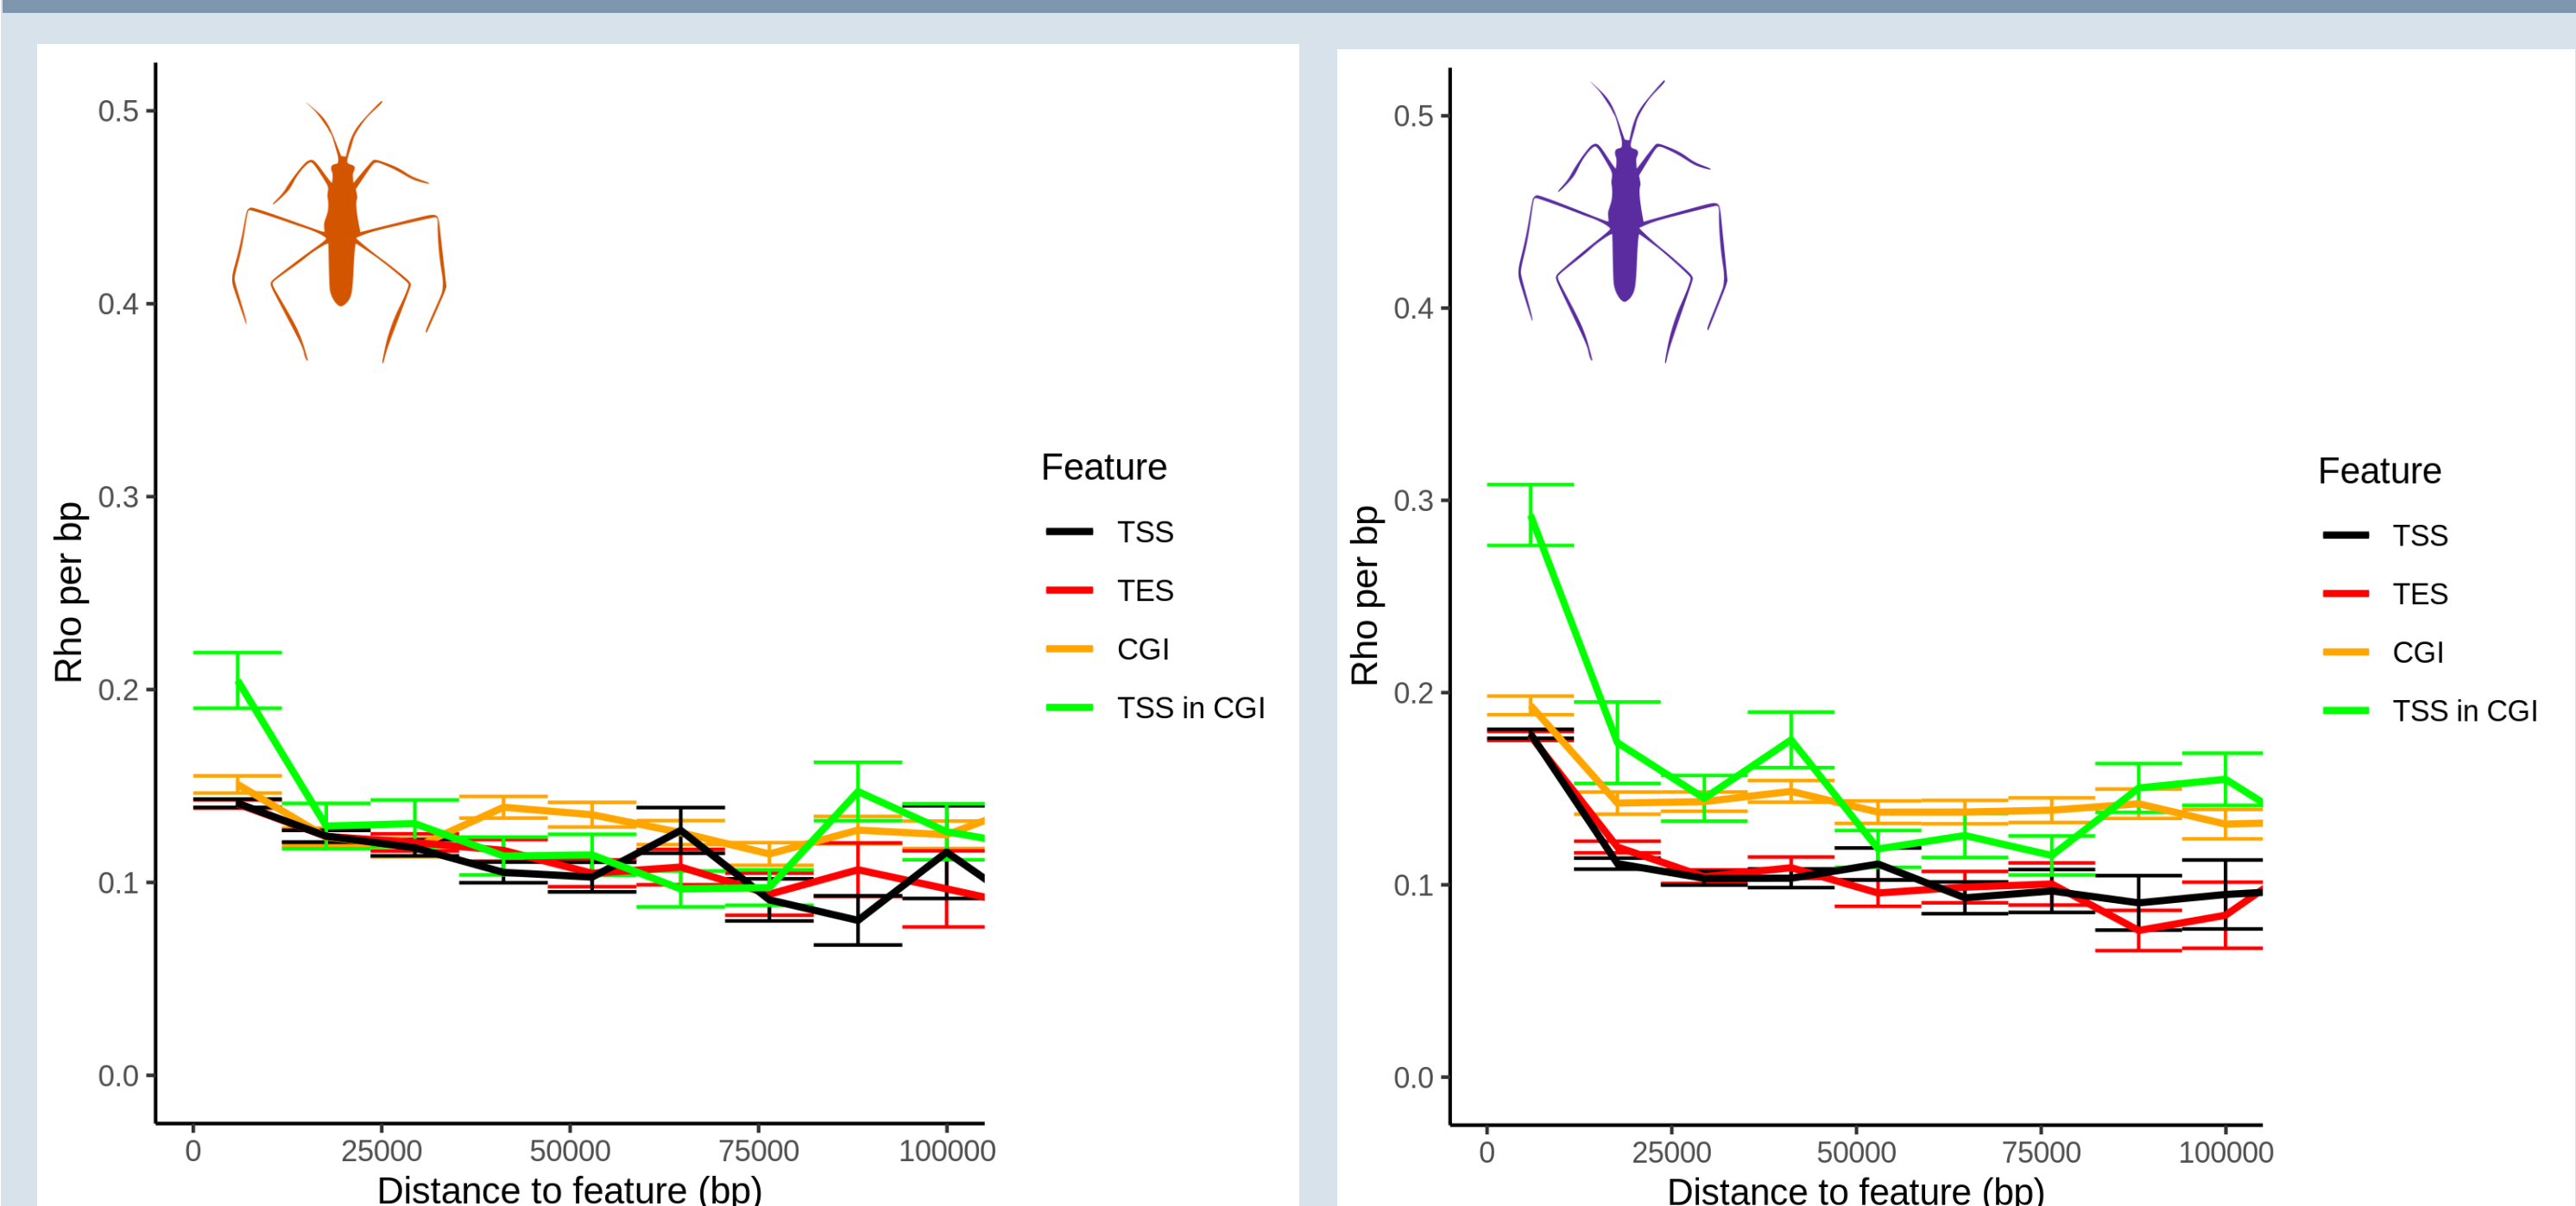 0.5
0.4
0.3
0.2
0.1
0.0
Rho per bp
0 25000 50000 75000 100000
Distance to feature (bp)
Feature
TSS
TES
CGI
TSS in CGI
0.5
0.4
0.3
0.2
0.1
0.0
Rho per bp
0 25000 50000 75000 100000
Distance to feature (bp)
Feature
TSS
TES
CGI
TSS in CGI